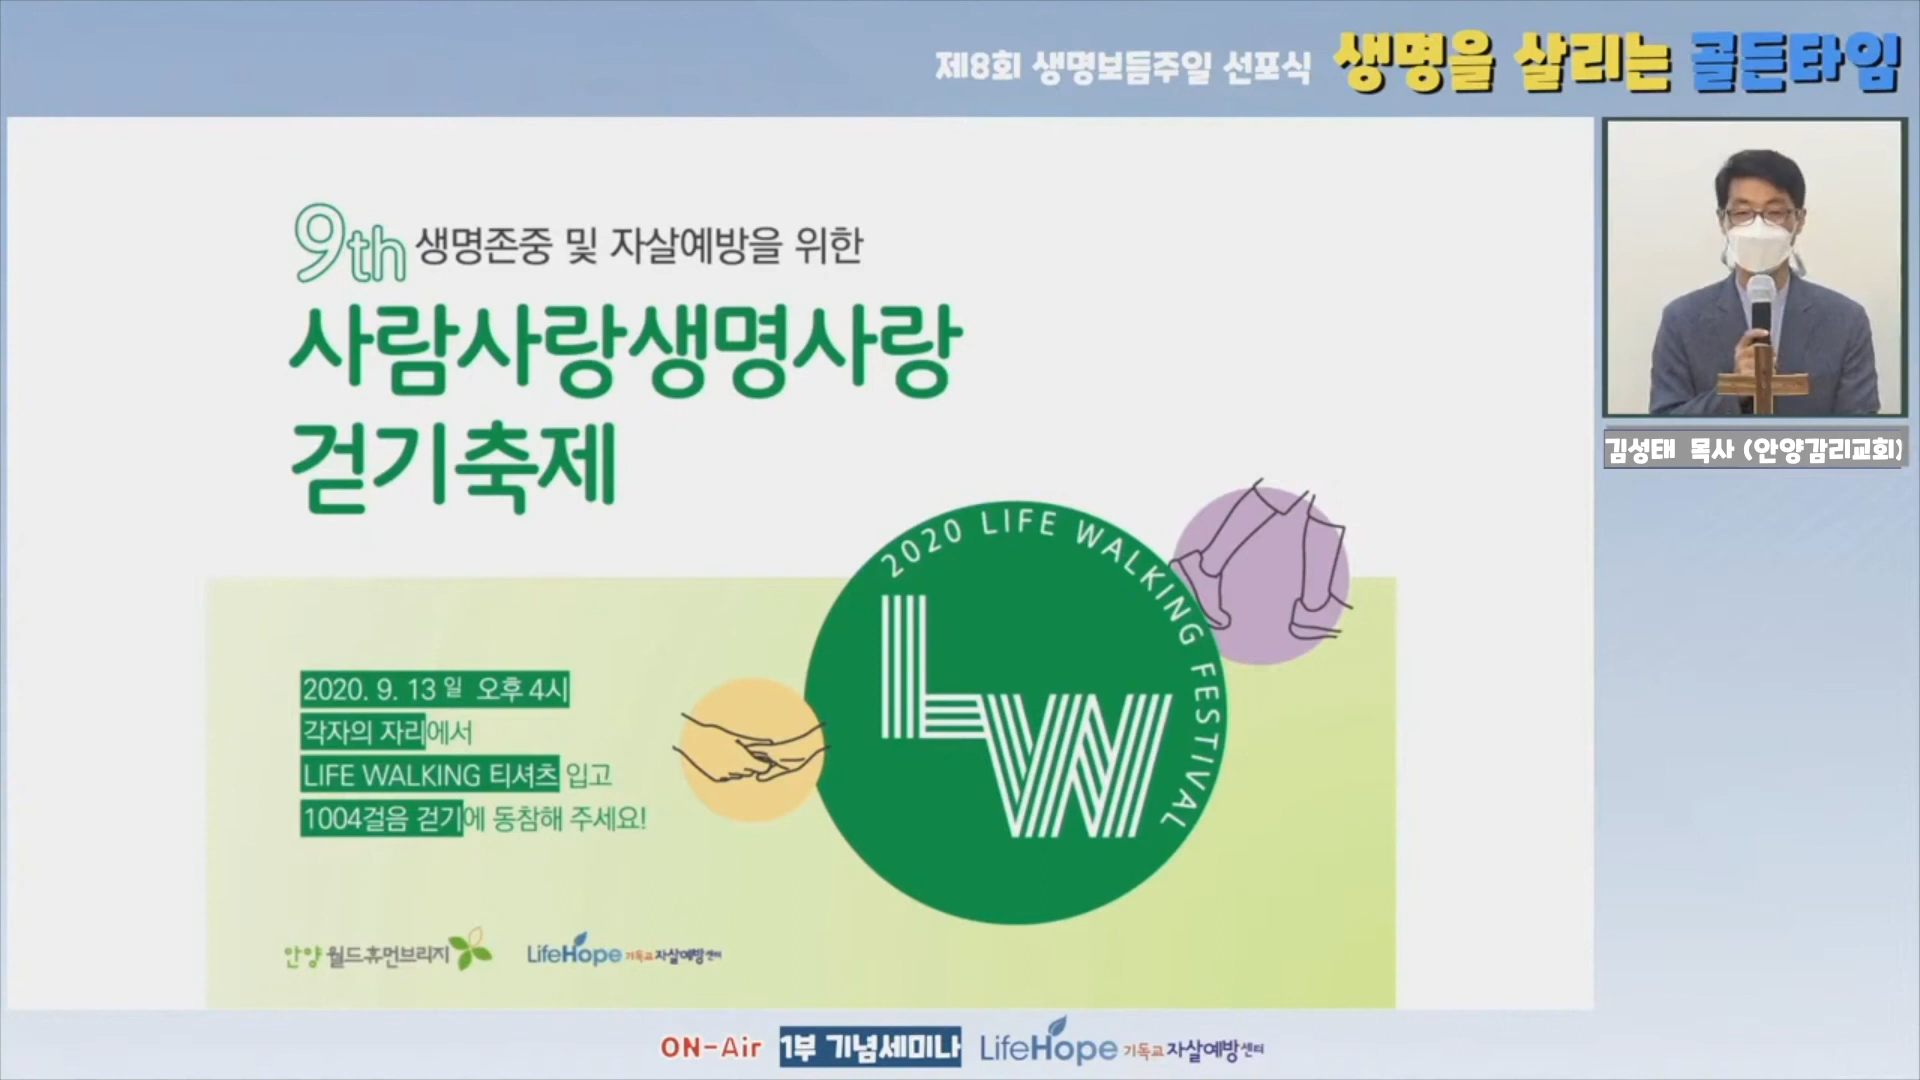 제8회 생명보듬주일 선포식 생명을 살리는 골든타임
9th 생명존중 및 자살예방을 위한
사람사랑생명사랑
걷기축제
2020 LIFE WALKING FESTIVAL
LW
2020. 9. 13 일 오후 4시
각자의 자리에서
LIFE WALKING 티셔츠 입고
1004걸음 걷기에 동참해 주세요!
안양 월드휴먼브리지
LifeHope 기독교 자살예방센터
김성태 목사 (안양감리교회)
ON-Air 1부 기념세미나 LifeHope 기독교 자살예방센터